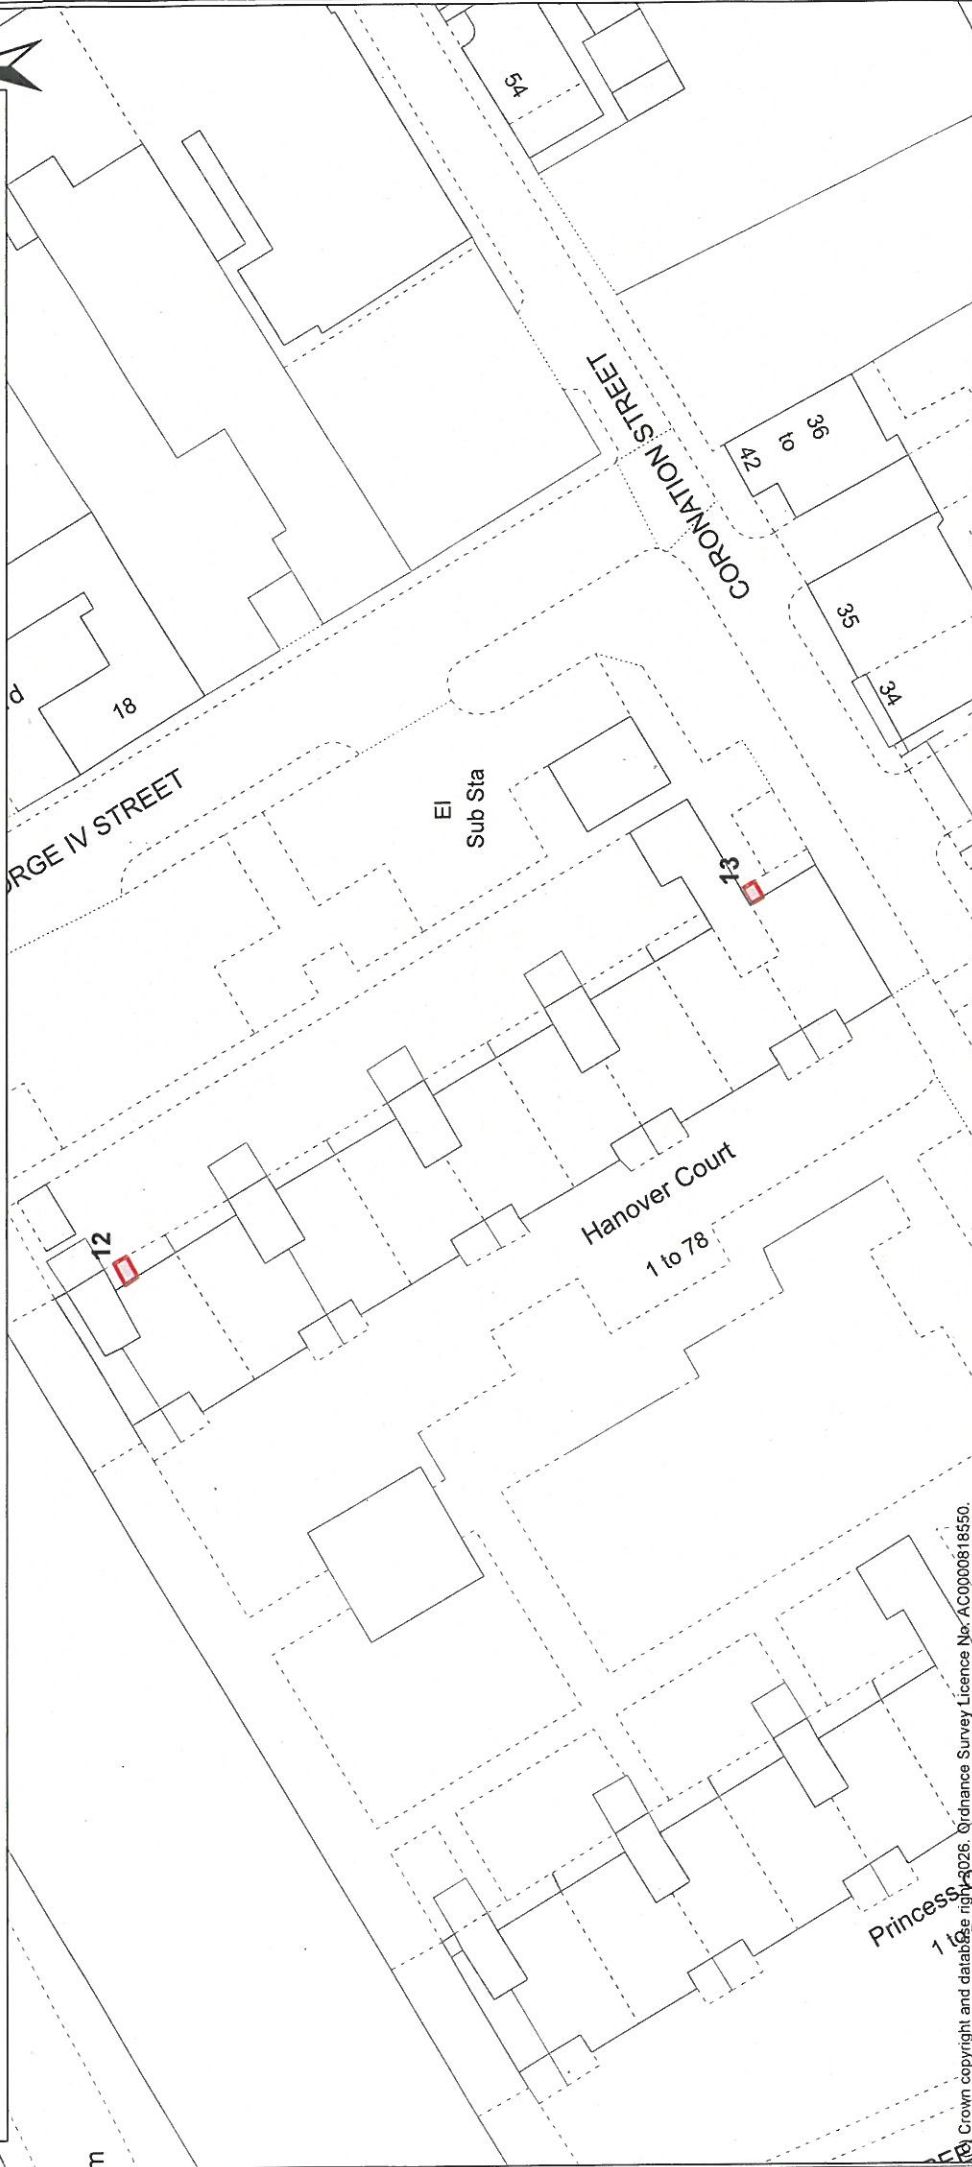 54
CORONATION STREET
42
to
36
35
34
d
18
ORGE IV STREET
El
Sub Sta
13
12
Hanover Court
1 to 78
Princess
1 to
m
(c) Crown copyright and database right 2026. Ordnance Survey Licence No. AC0000818550.